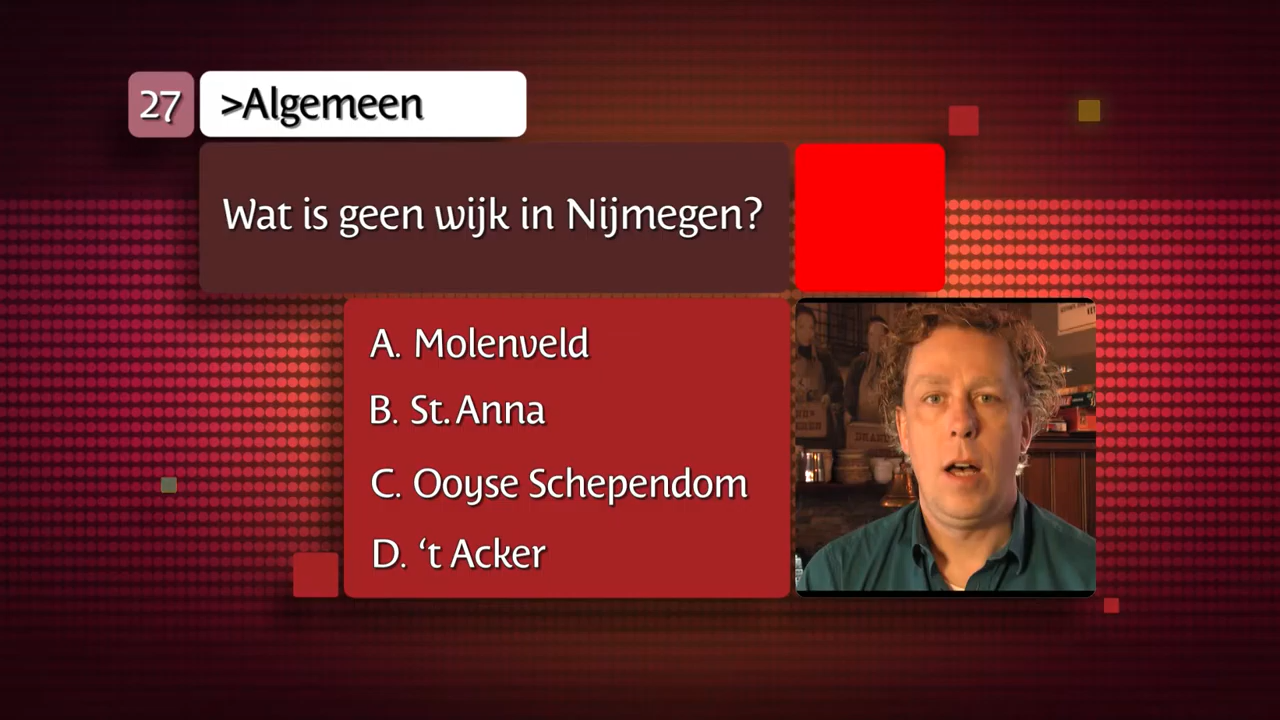 27
>Algemeen
Wat is geen wijk in Nijmegen?
A. Molenveld
B. St. Anna
C. Ooyse Schependom
D. ‘t Acker